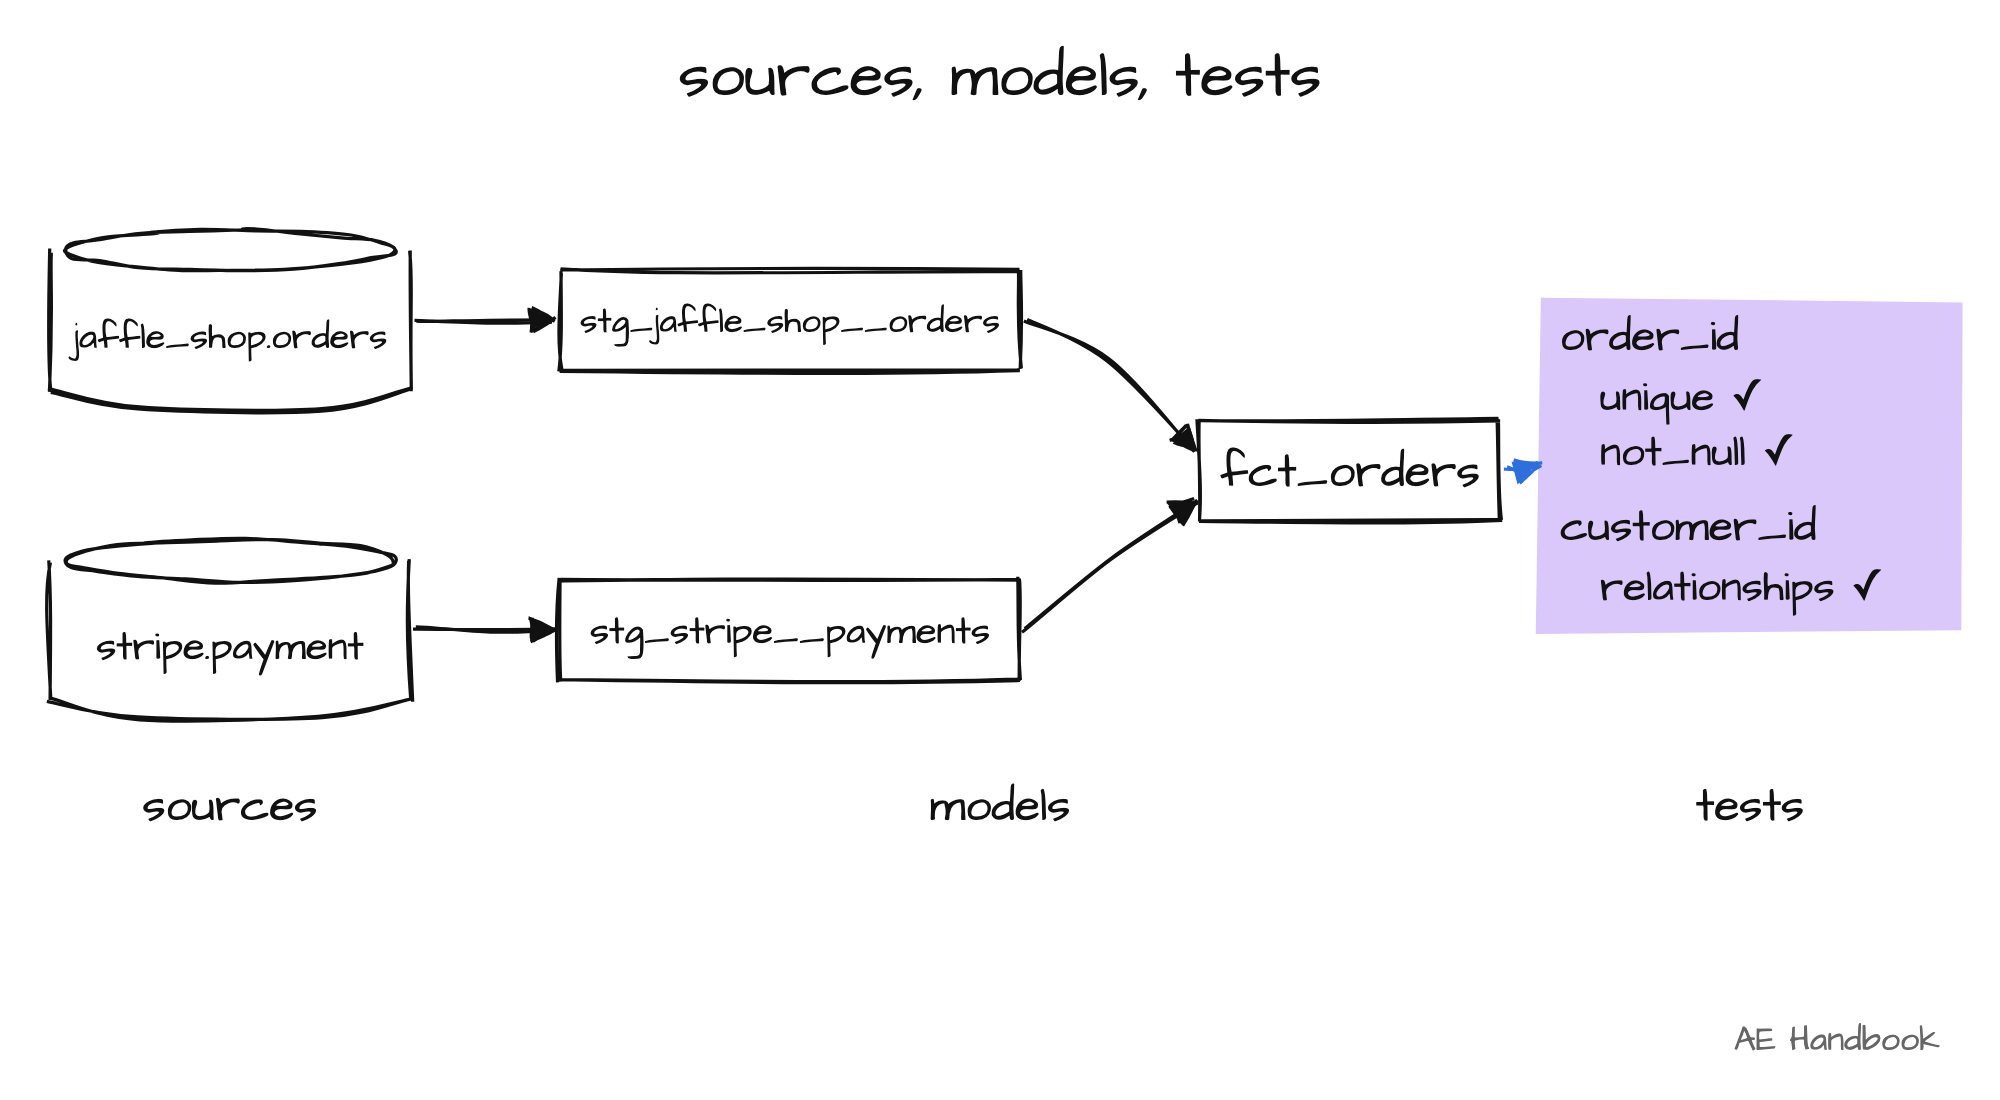 sources, models, tests
jaffle_shop.orders
stg_jaffle_shop__orders
stripe.payment
stg_stripe__payments
fct_orders
order_id
unique ✓
not_null ✓
customer_id
relationships ✓
sources
models
tests
AE Handbook